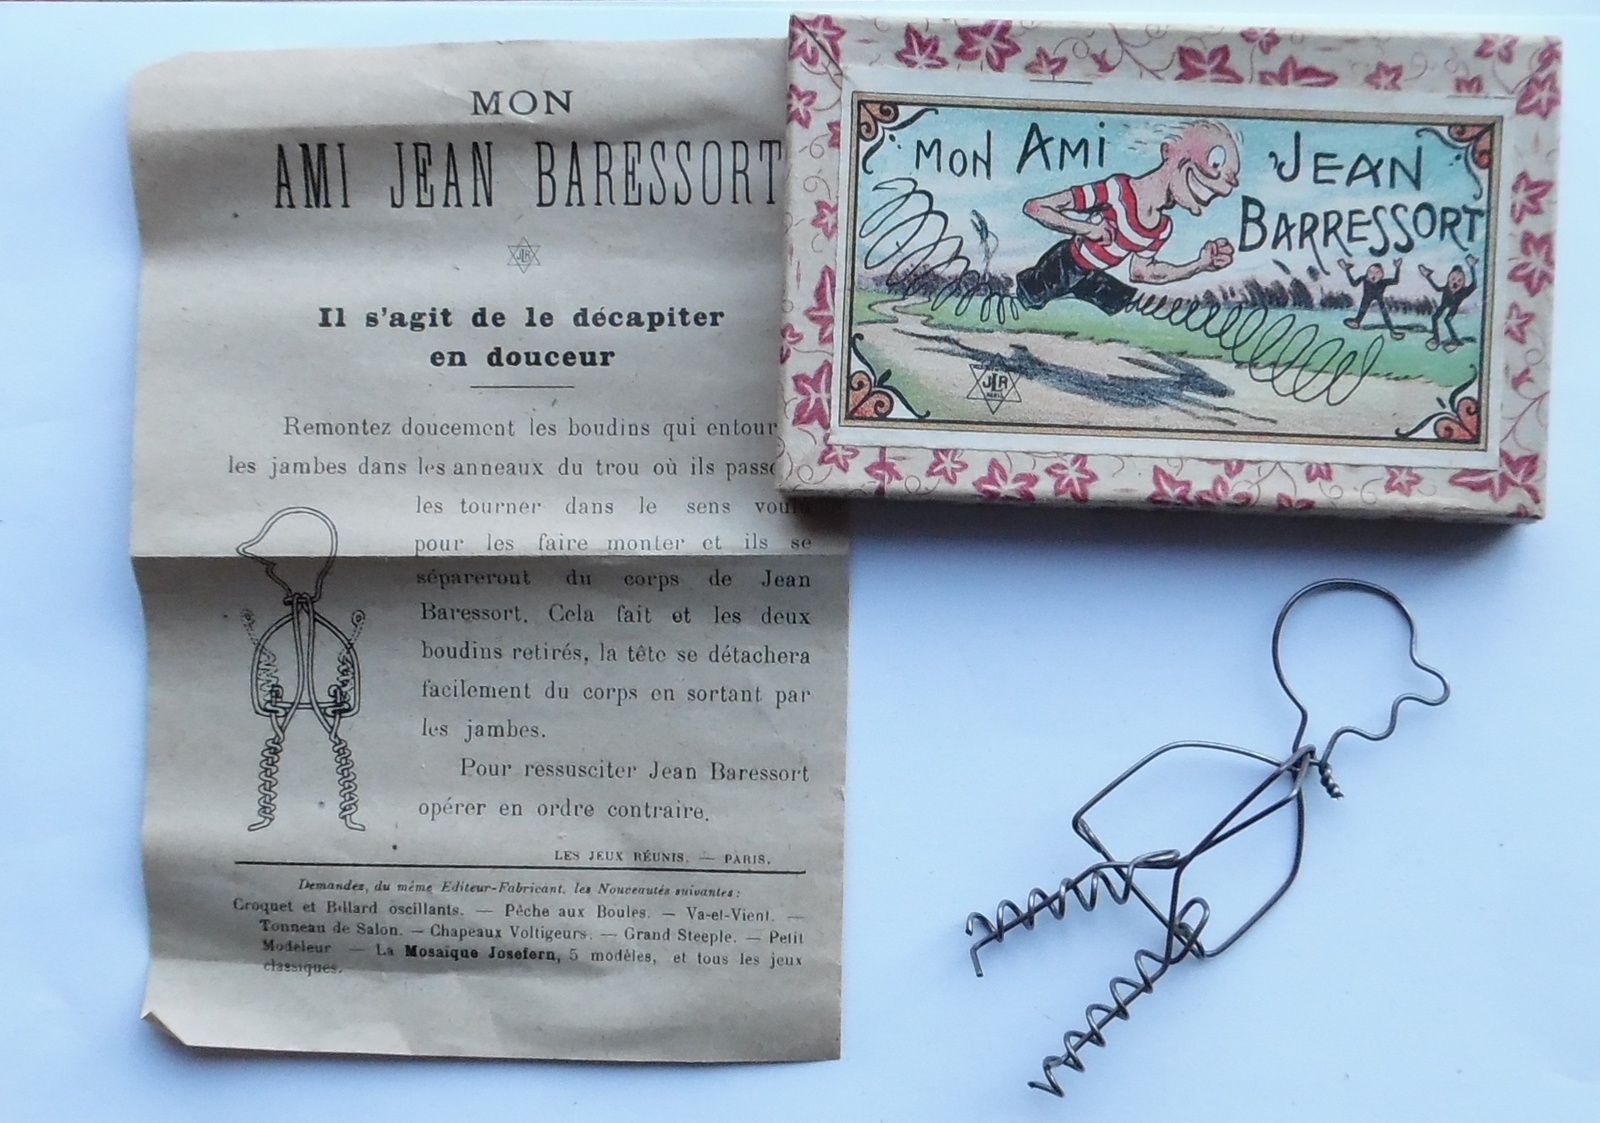 MON
AMI JEAN BARESSORT
JLR
Il s'agit de le décapiter
en douceur
Remontez doucement les boudins qui entour
les jambes dans les anneaux du trou où ils passe
les tourner dans le sens voulu
pour les faire monter et ils se
sépareront du corps de Jean
Baressort. Cela fait et les deux
boudins retirés, la tête se détachera
facilement du corps en sortant par
les jambes.
Pour ressusciter Jean Baressort
opérer en ordre contraire.
LES JEUX RÉUNIS. — PARIS.
Demandez, du même Editeur-Fabricant, les Nouveautés suivantes :
Croquet et Billard oscillants. — Pêche aux Boules. — Va-et-Vient. —
Tonneau de Salon. — Chapeaux Voltigeurs. — Grand Steeple. — Petit
Modeleur — La Mosaïque Josefern, 5 modèles, et tous les jeux
classiques.
MON AMI JEAN
BARRESSORT
JLR
PARIS